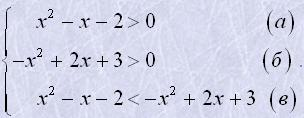 x² - x - 2 > 0 (а)
-x² + 2x + 3 > 0 (б)
x² - x - 2 < -x² + 2x + 3 (в)
.